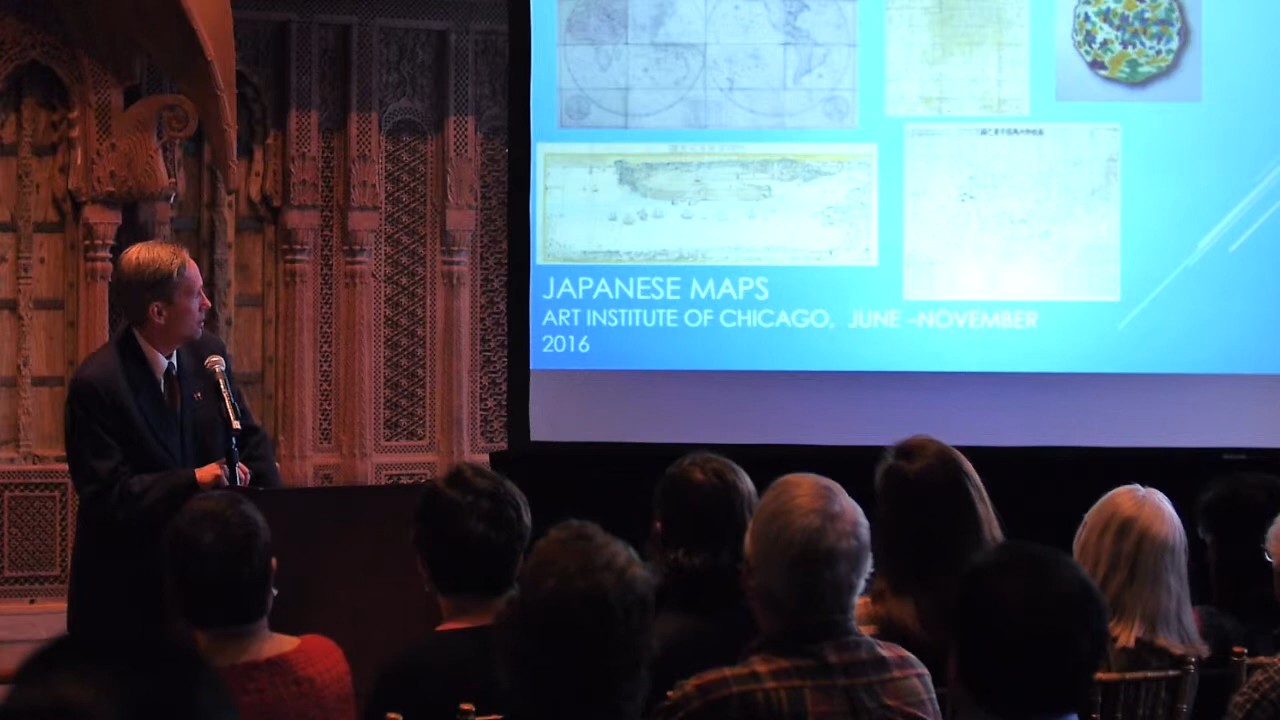 JAPANESE MAPS
ART INSTITUTE OF CHICAGO, JUNE –NOVEMBER
2016